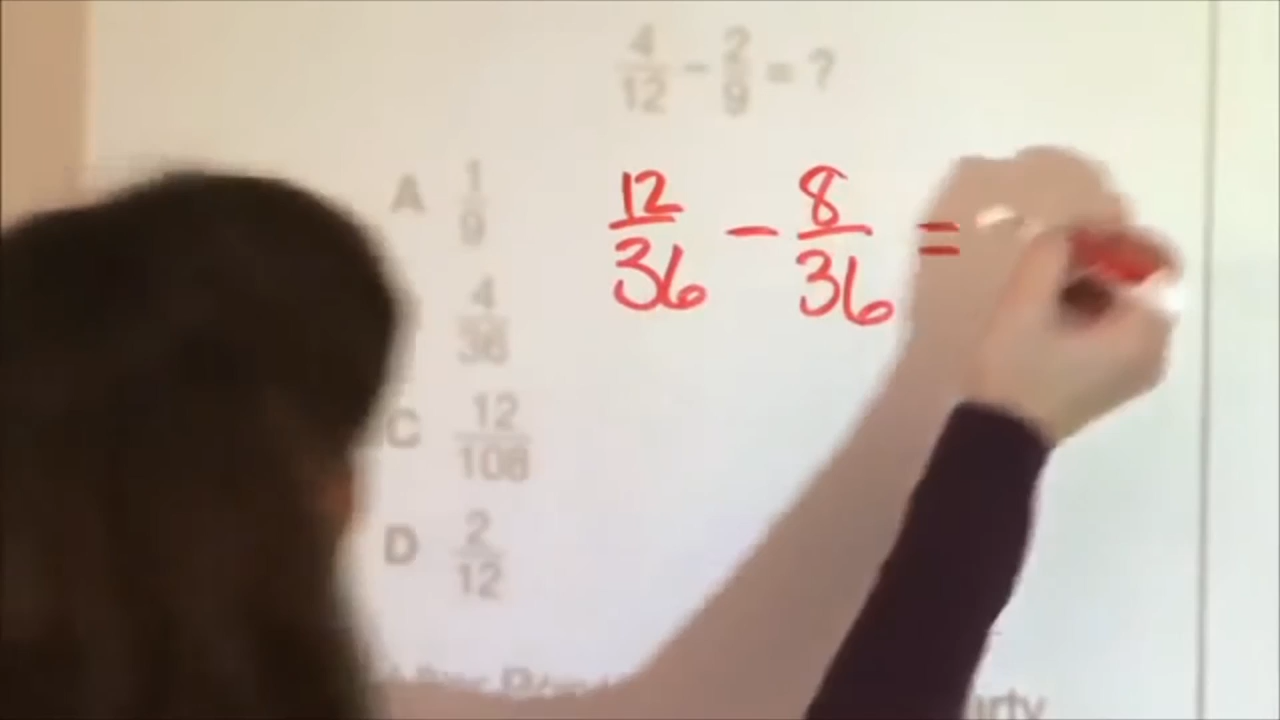 4/12 - 2/9 = ?
12/36 - 8/36 =
A 1/9
4/36
C 12/108
D 2/12